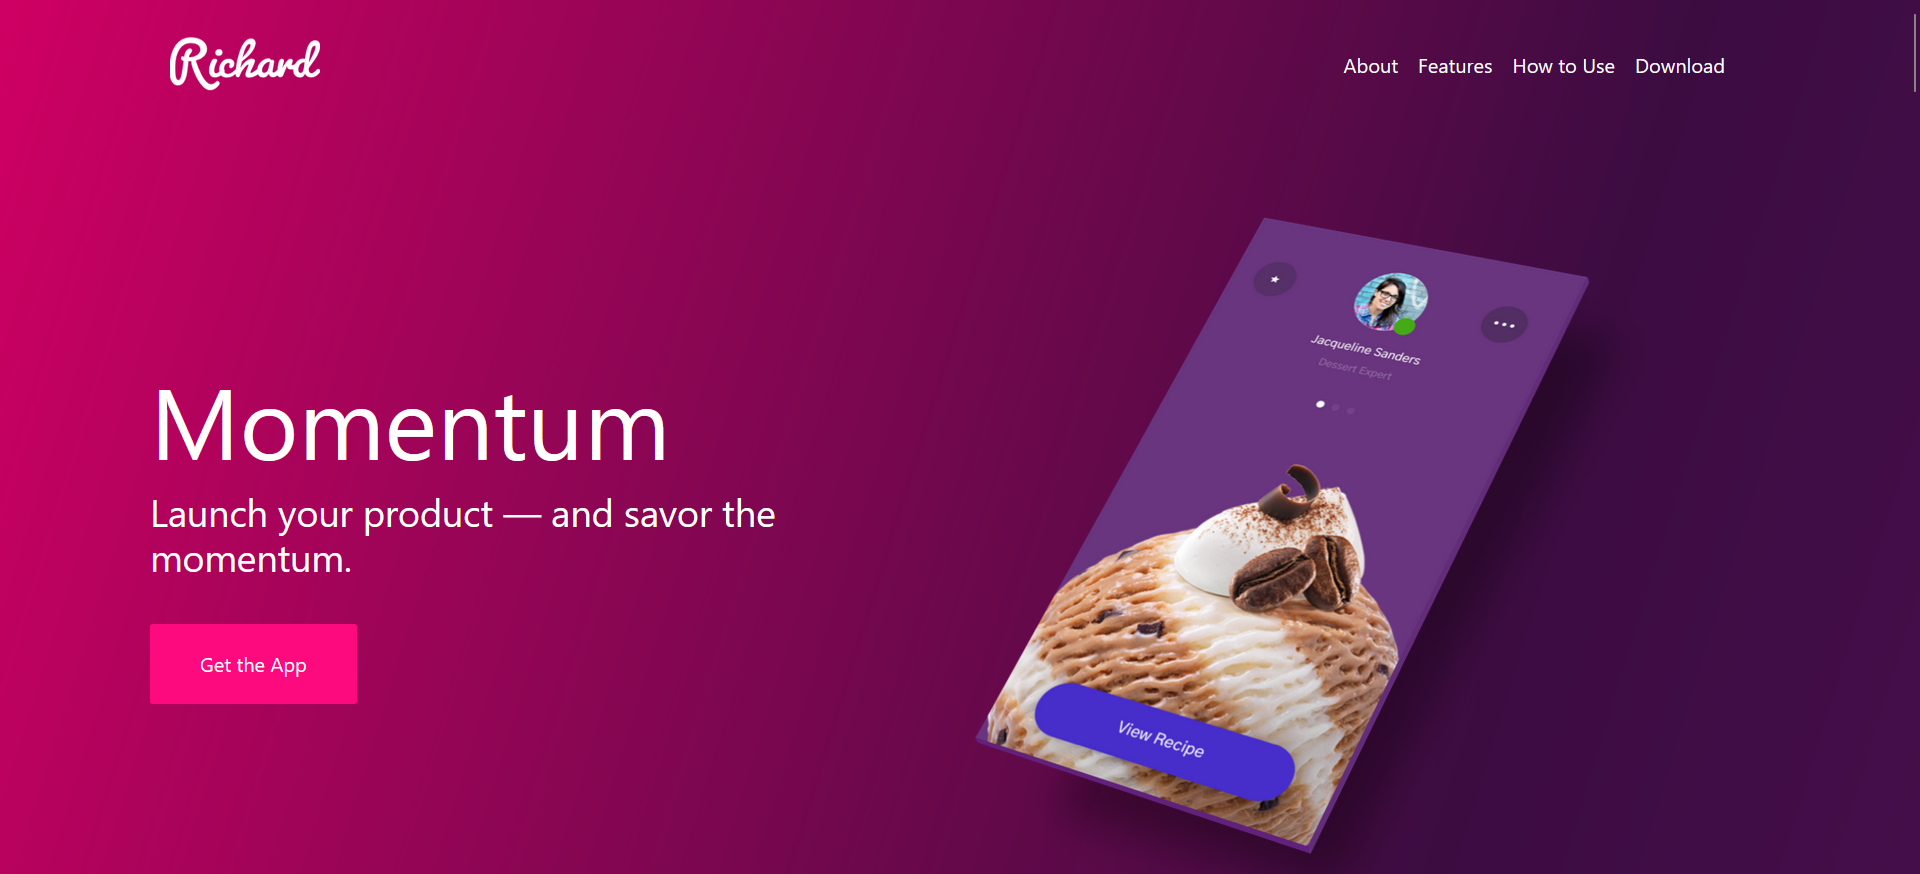 Richard
About Features How to Use Download
Momentum
Launch your product — and savor the
momentum.
Get the App
Jacqueline Sanders
Dessert Expert
View Recipe